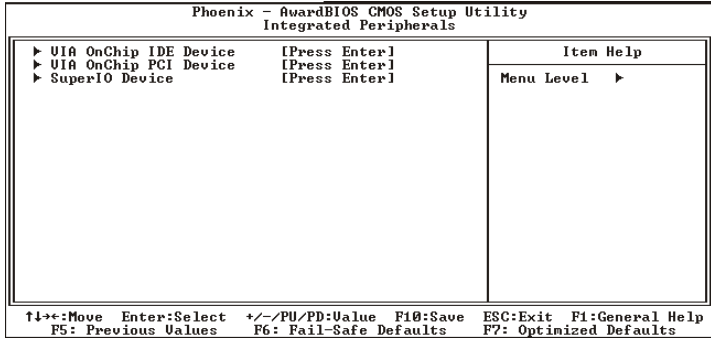 Phoenix - AwardBIOS CMOS Setup Utility
Integrated Peripherals
► VIA OnChip IDE Device [Press Enter]
► VIA OnChip PCI Device [Press Enter]
► SuperIO Device [Press Enter]
Item Help
Menu Level ►
↑↓→←:Move Enter:Select +/-/PU/PD:Value F10:Save ESC:Exit F1:General Help
F5: Previous Values F6: Fail-Safe Defaults F7: Optimized Defaults